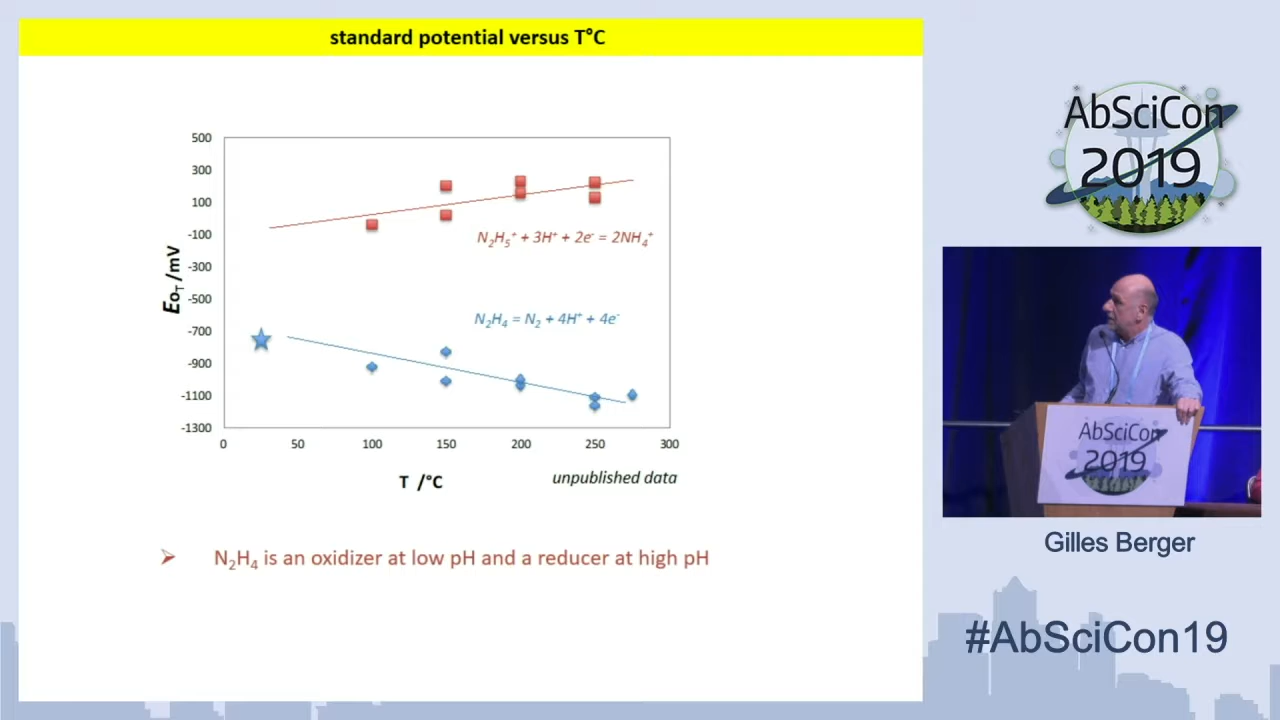 standard potential versus T°C
500
300
100
-100
-300
-500
-700
-900
-1100
-1300
E₀T /mV
N₂H₅⁺ + 3H⁺ + 2e⁻ = 2NH₄⁺
N₂H₄ = N₂ + 4H⁺ + 4e⁻
0 50 100 150 200 250 300
T /°C
unpublished data
➢ N₂H₄ is an oxidizer at low pH and a reducer at high pH
AbSciCon
2019
AbSciCon
2019
Gilles Berger
#AbSciCon19